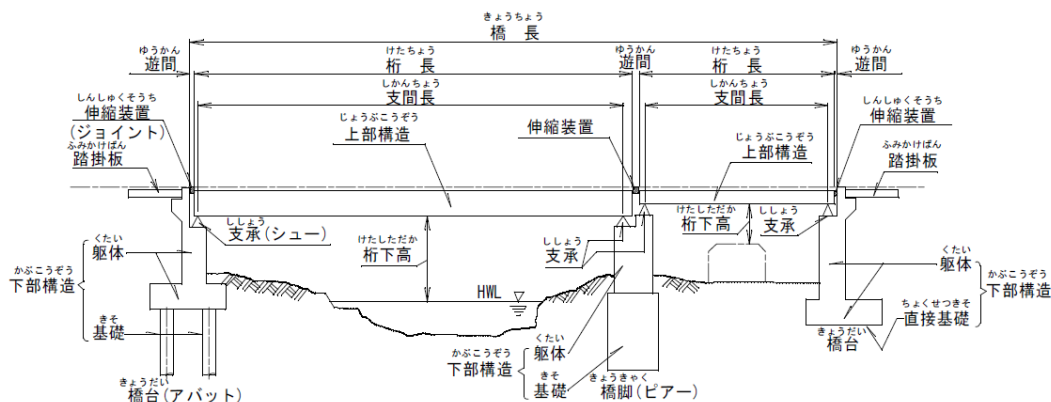 きょうちょう
橋 長
ゆうかん けたちょう ゆうかん けたちょう ゆうかん
遊間 桁 長 遊間 桁 長 遊間
しかんちょう しかんちょう
支間長 支間長
しんしゅくそうち しんしゅくそうち
伸縮装置 伸縮装置 伸縮装置
(ジョイント)
じょうぶこうぞう じょうぶこうぞう
上部構造 上部構造
ふみかけばん ふみかけばん
踏掛板 踏掛板
ししょう けたしただか ししょう けたしただか ししょう
支承(シュー) 桁下高 支承 桁下高 支承
くたい くたい
躯体 躯体
かぶこうぞう かぶこうぞう
下部構造 下部構造
HWL
きそ ちょくせつきそ
基礎 直接基礎
きょうだい
橋台
かぶこうぞう くたい
下部構造 躯体
きそ
基礎
きょうだい きょうきゃく
橋台(アバット) 橋脚(ピアー)